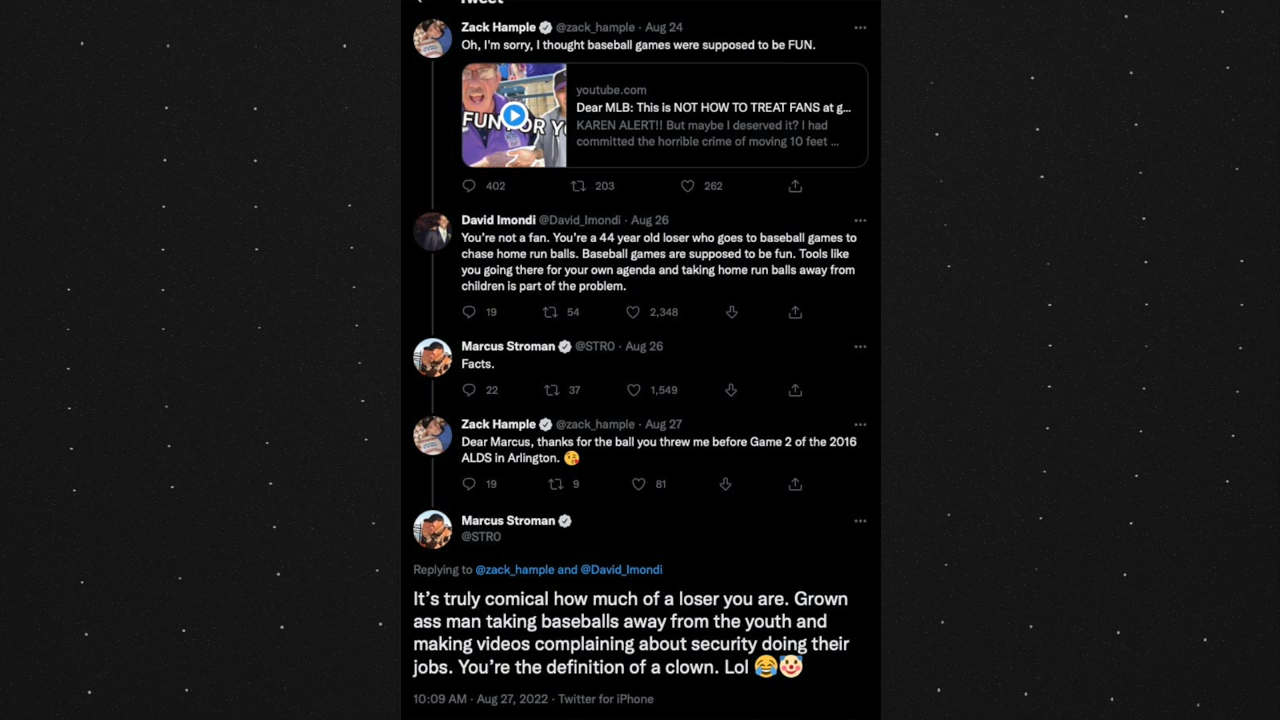 Tweet
Zack Hample @zack_hample · Aug 24
Oh, I'm sorry, I thought baseball games were supposed to be FUN.
youtube.com
Dear MLB: This is NOT HOW TO TREAT FANS at g...
KAREN ALERT!! But maybe I deserved it? I had
committed the horrible crime of moving 10 feet ...
FUN FOR Y
402 203 262
David Imondi @David_Imondi · Aug 26
You're not a fan. You're a 44 year old loser who goes to baseball games to
chase home run balls. Baseball games are supposed to be fun. Tools like
you going there for your own agenda and taking home run balls away from
children is part of the problem.
19 54 2,348
Marcus Stroman @STR0 · Aug 26
Facts.
22 37 1,549
Zack Hample @zack_hample · Aug 27
Dear Marcus, thanks for the ball you threw me before Game 2 of the 2016
ALDS in Arlington. 😘
19 9 81
Marcus Stroman
@STR0
Replying to @zack_hample and @David_Imondi
It's truly comical how much of a loser you are. Grown
ass man taking baseballs away from the youth and
making videos complaining about security doing their
jobs. You're the definition of a clown. Lol 😂🤡
10:09 AM · Aug 27, 2022 · Twitter for iPhone